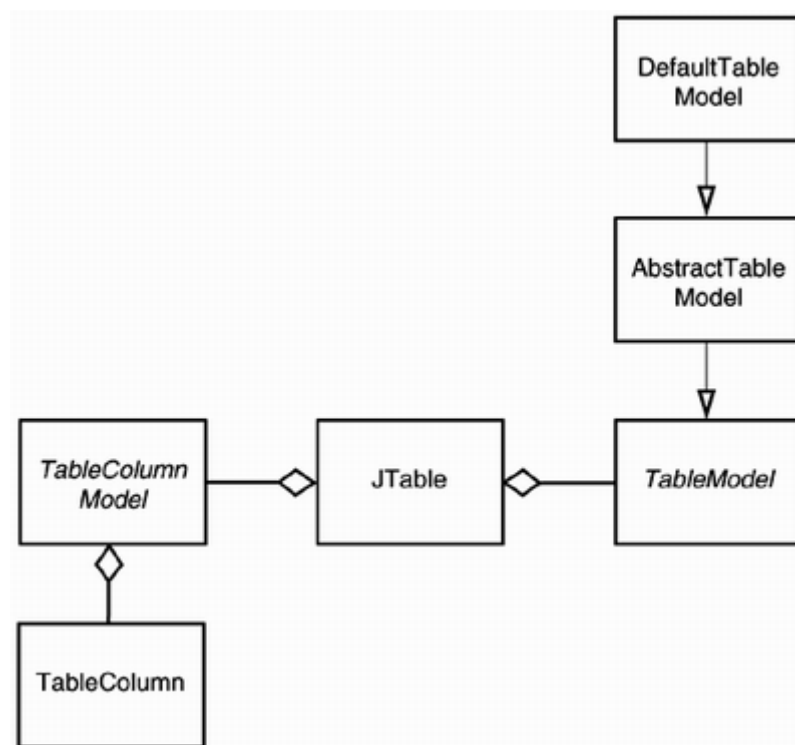 DefaultTable
Model
AbstractTable
Model
TableColumn
Model
JTable
TableModel
TableColumn